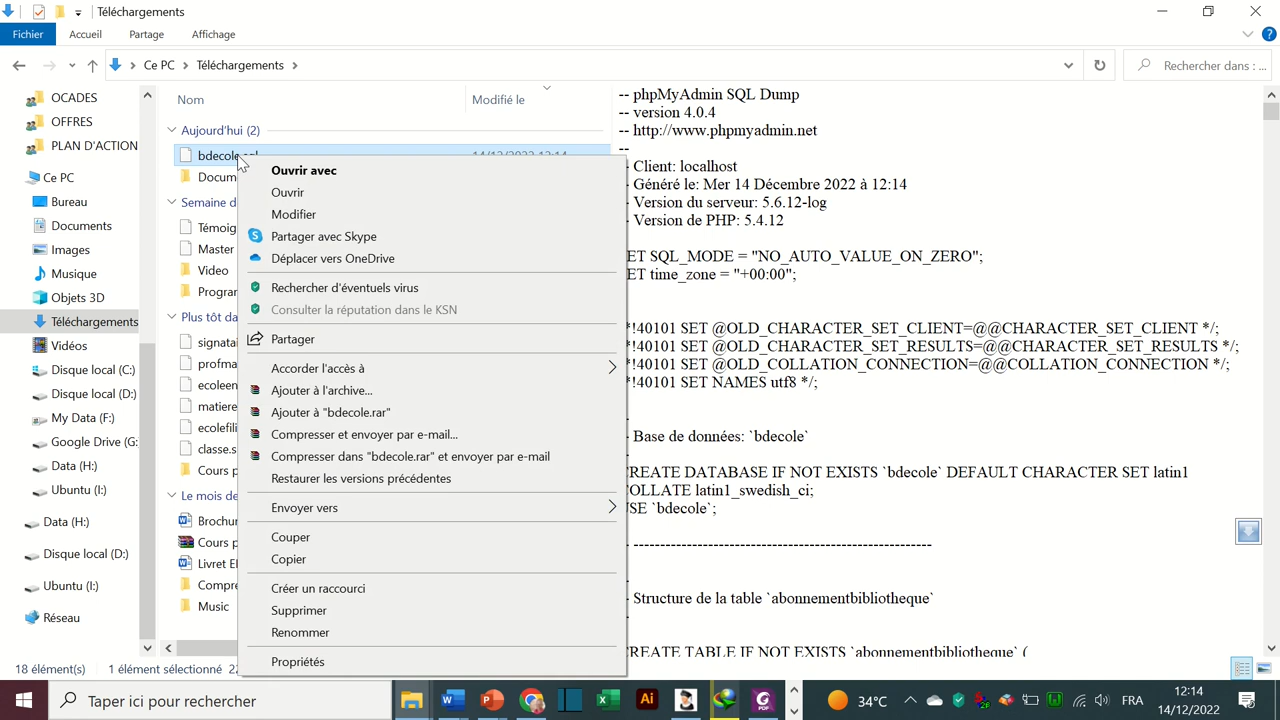 Téléchargements
Fichier
Accueil
Partage
Affichage
Ce PC
Téléchargements
Rechercher dans : ...
OCADES
OFFRES
PLAN D'ACTION
Ce PC
Bureau
Documents
Images
Musique
Objets 3D
Téléchargements
Vidéos
Disque local (C:)
Disque local (D:)
My Data (F:)
Google Drive (G:
Data (H:)
Ubuntu (I:)
Data (H:)
Disque local (D:)
Ubuntu (I:)
Réseau
Nom
Modifié le
Aujourd'hui (2)
Docum
Semaine d
Témoig
Master
Video
Progra
Plus tôt da
signata
profma
ecoleen
matiere
ecolefili
classe.s
Cours p
Le mois de
Brochur
Cours p
Livret El
Compre
Music
Ouvrir avec
Ouvrir
Modifier
Partager avec Skype
Déplacer vers OneDrive
Rechercher d'éventuels virus
Consulter la réputation dans le KSN
Partager
Accorder l'accès à
Ajouter à l'archive...
Ajouter à "bdecole.rar"
Compresser et envoyer par e-mail...
Compresser dans "bdecole.rar" et envoyer par e-mail
Restaurer les versions précédentes
Envoyer vers
Couper
Copier
Créer un raccourci
Supprimer
Renommer
Propriétés
-- phpMyAdmin SQL Dump
-- version 4.0.4
-- http://www.phpmyadmin.net
--
- Client: localhost
- Généré le: Mer 14 Décembre 2022 à 12:14
- Version du serveur: 5.6.12-log
- Version de PHP: 5.4.12
ET SQL_MODE = "NO_AUTO_VALUE_ON_ZERO";
ET time_zone = "+00:00";
*!40101 SET @OLD_CHARACTER_SET_CLIENT=@@CHARACTER_SET_CLIENT */;
*!40101 SET @OLD_CHARACTER_SET_RESULTS=@@CHARACTER_SET_RESULTS */;
*!40101 SET @OLD_COLLATION_CONNECTION=@@COLLATION_CONNECTION */;
*!40101 SET NAMES utf8 */;
- Base de données: `bdecole`
CREATE DATABASE IF NOT EXISTS `bdecole` DEFAULT CHARACTER SET latin1
COLLATE latin1_swedish_ci;
USE `bdecole`;
- --------------------------------------------------------
- Structure de la table `abonnementbibliotheque`
CREATE TABLE IF NOT EXISTS `abonnementbibliotheque` (
18 élément(s)
1 élément sélectionné
Taper ici pour rechercher
34°C
FRA
12:14
14/12/2022